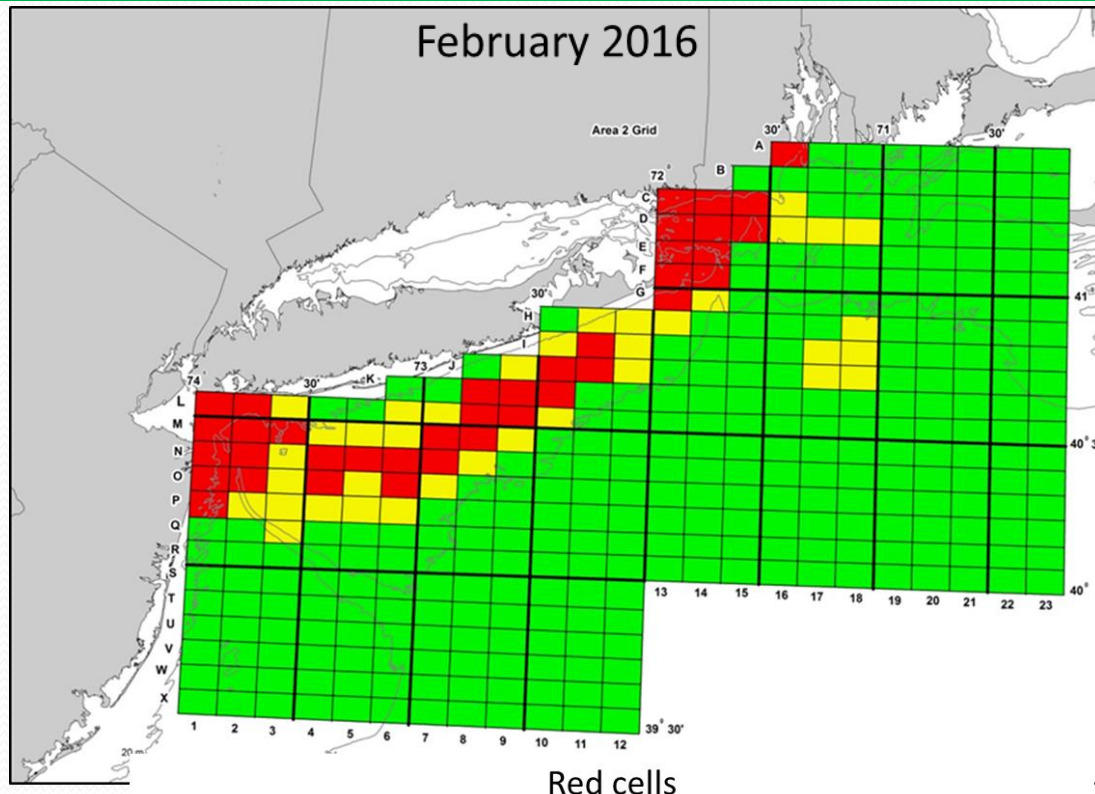 February 2016
Area 2 Grid
30'
71
30'
A
B
72°
C
D
E
F
G
41
30'
H
I
J
73
K
30'
74
L
M
N
O
P
Q
R
S
T
U
V
W
X
40° 3
40°
13 14 15 16 17 18 19 20 21 22 23
39° 30'
1 2 3 4 5 6 7 8 9 10 11 12
20 m
Red cells